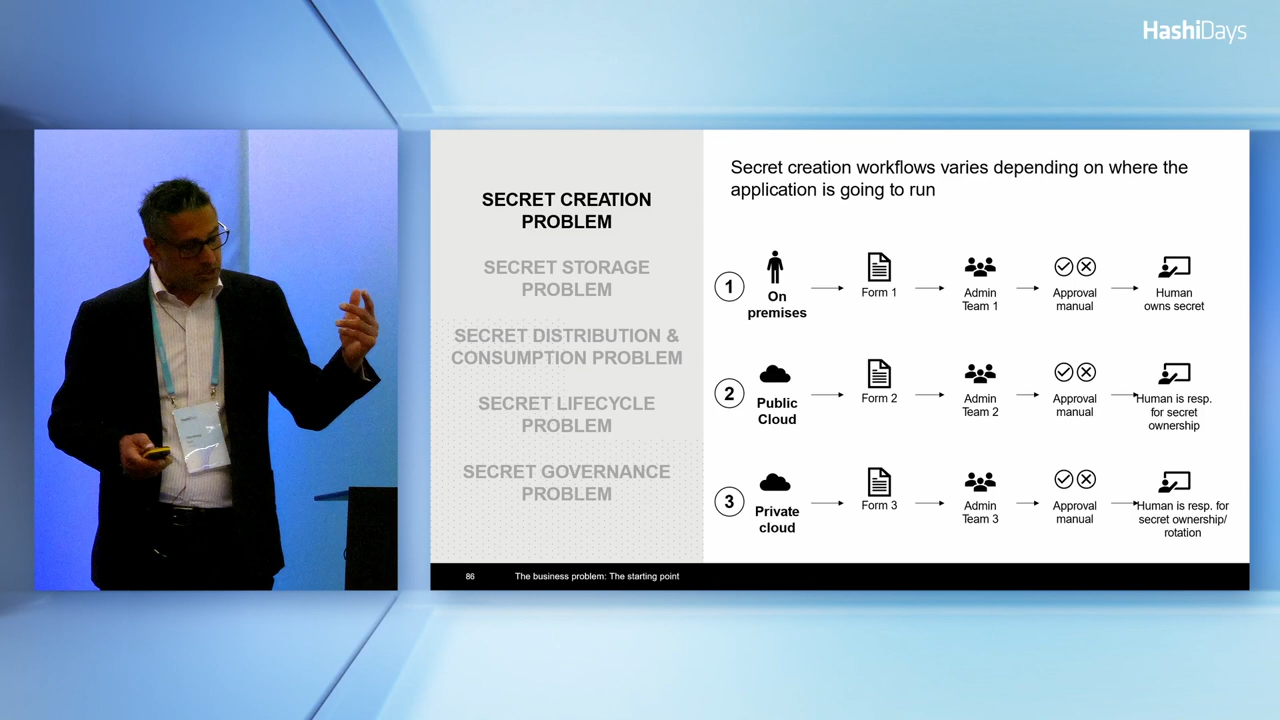 HashiDays
SECRET CREATION
PROBLEM
SECRET STORAGE
PROBLEM
SECRET DISTRIBUTION &
CONSUMPTION PROBLEM
SECRET LIFECYCLE
PROBLEM
SECRET GOVERNANCE
PROBLEM
Secret creation workflows varies depending on where the
application is going to run
1
On
premises
Form 1
Admin
Team 1
Approval
manual
Human
owns secret
2
Public
Cloud
Form 2
Admin
Team 2
Approval
manual
Human is resp.
for secret
ownership
3
Private
cloud
Form 3
Admin
Team 3
Approval
manual
Human is resp. for
secret ownership/
rotation
86
The business problem: The starting point
HashiDays